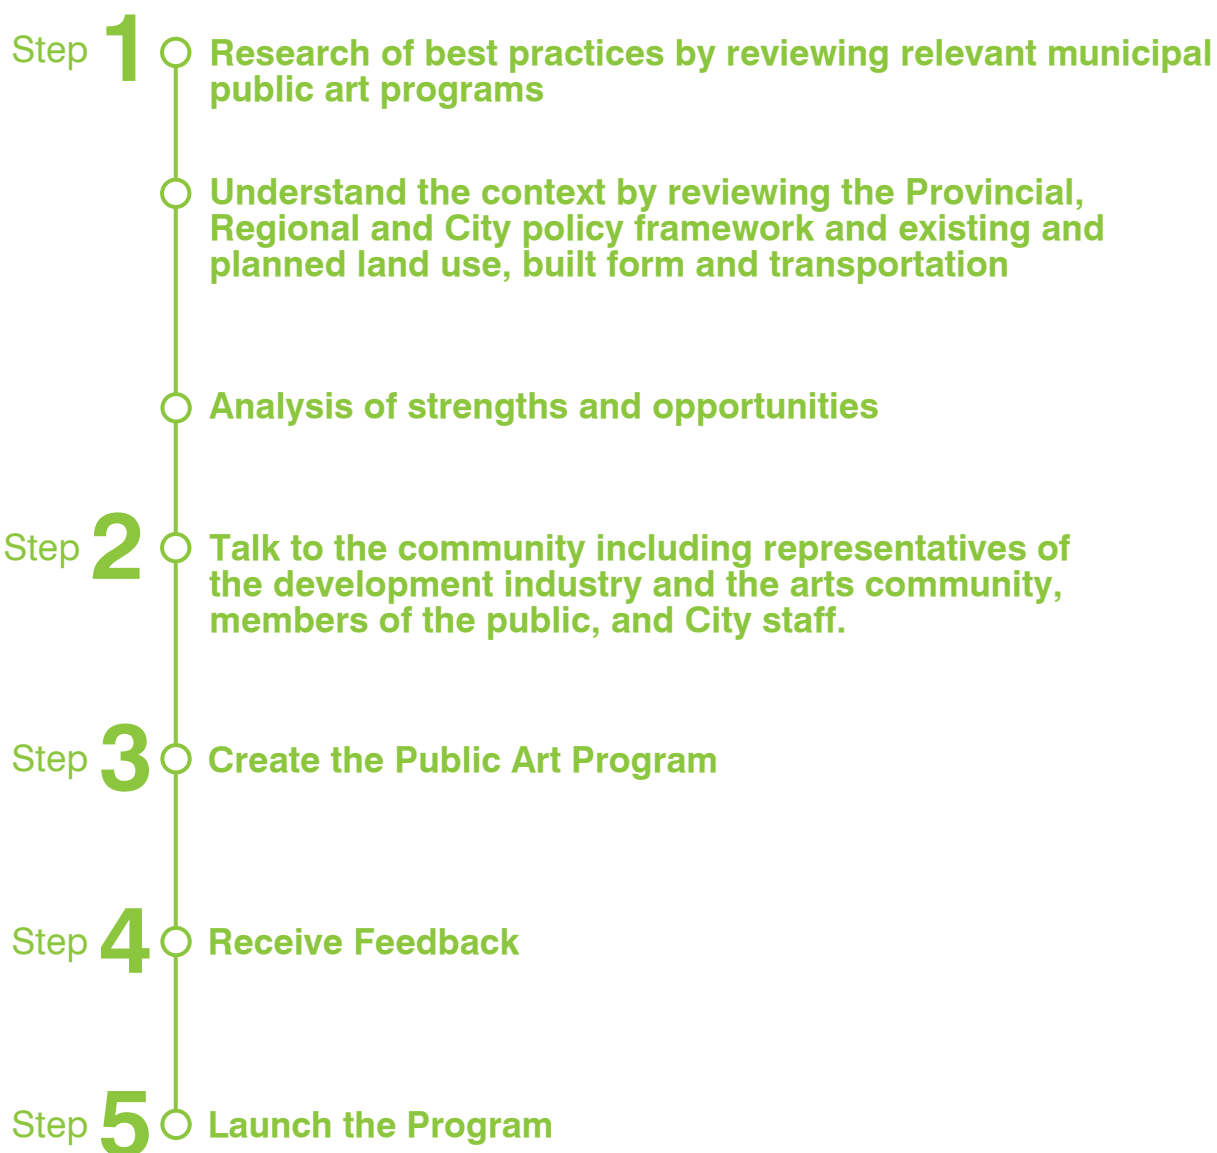 Step 1 Research of best practices by reviewing relevant municipal
public art programs
Understand the context by reviewing the Provincial,
Regional and City policy framework and existing and
planned land use, built form and transportation
Analysis of strengths and opportunities
Step 2 Talk to the community including representatives of
the development industry and the arts community,
members of the public, and City staff.
Step 3 Create the Public Art Program
Step 4 Receive Feedback
Step 5 Launch the Program